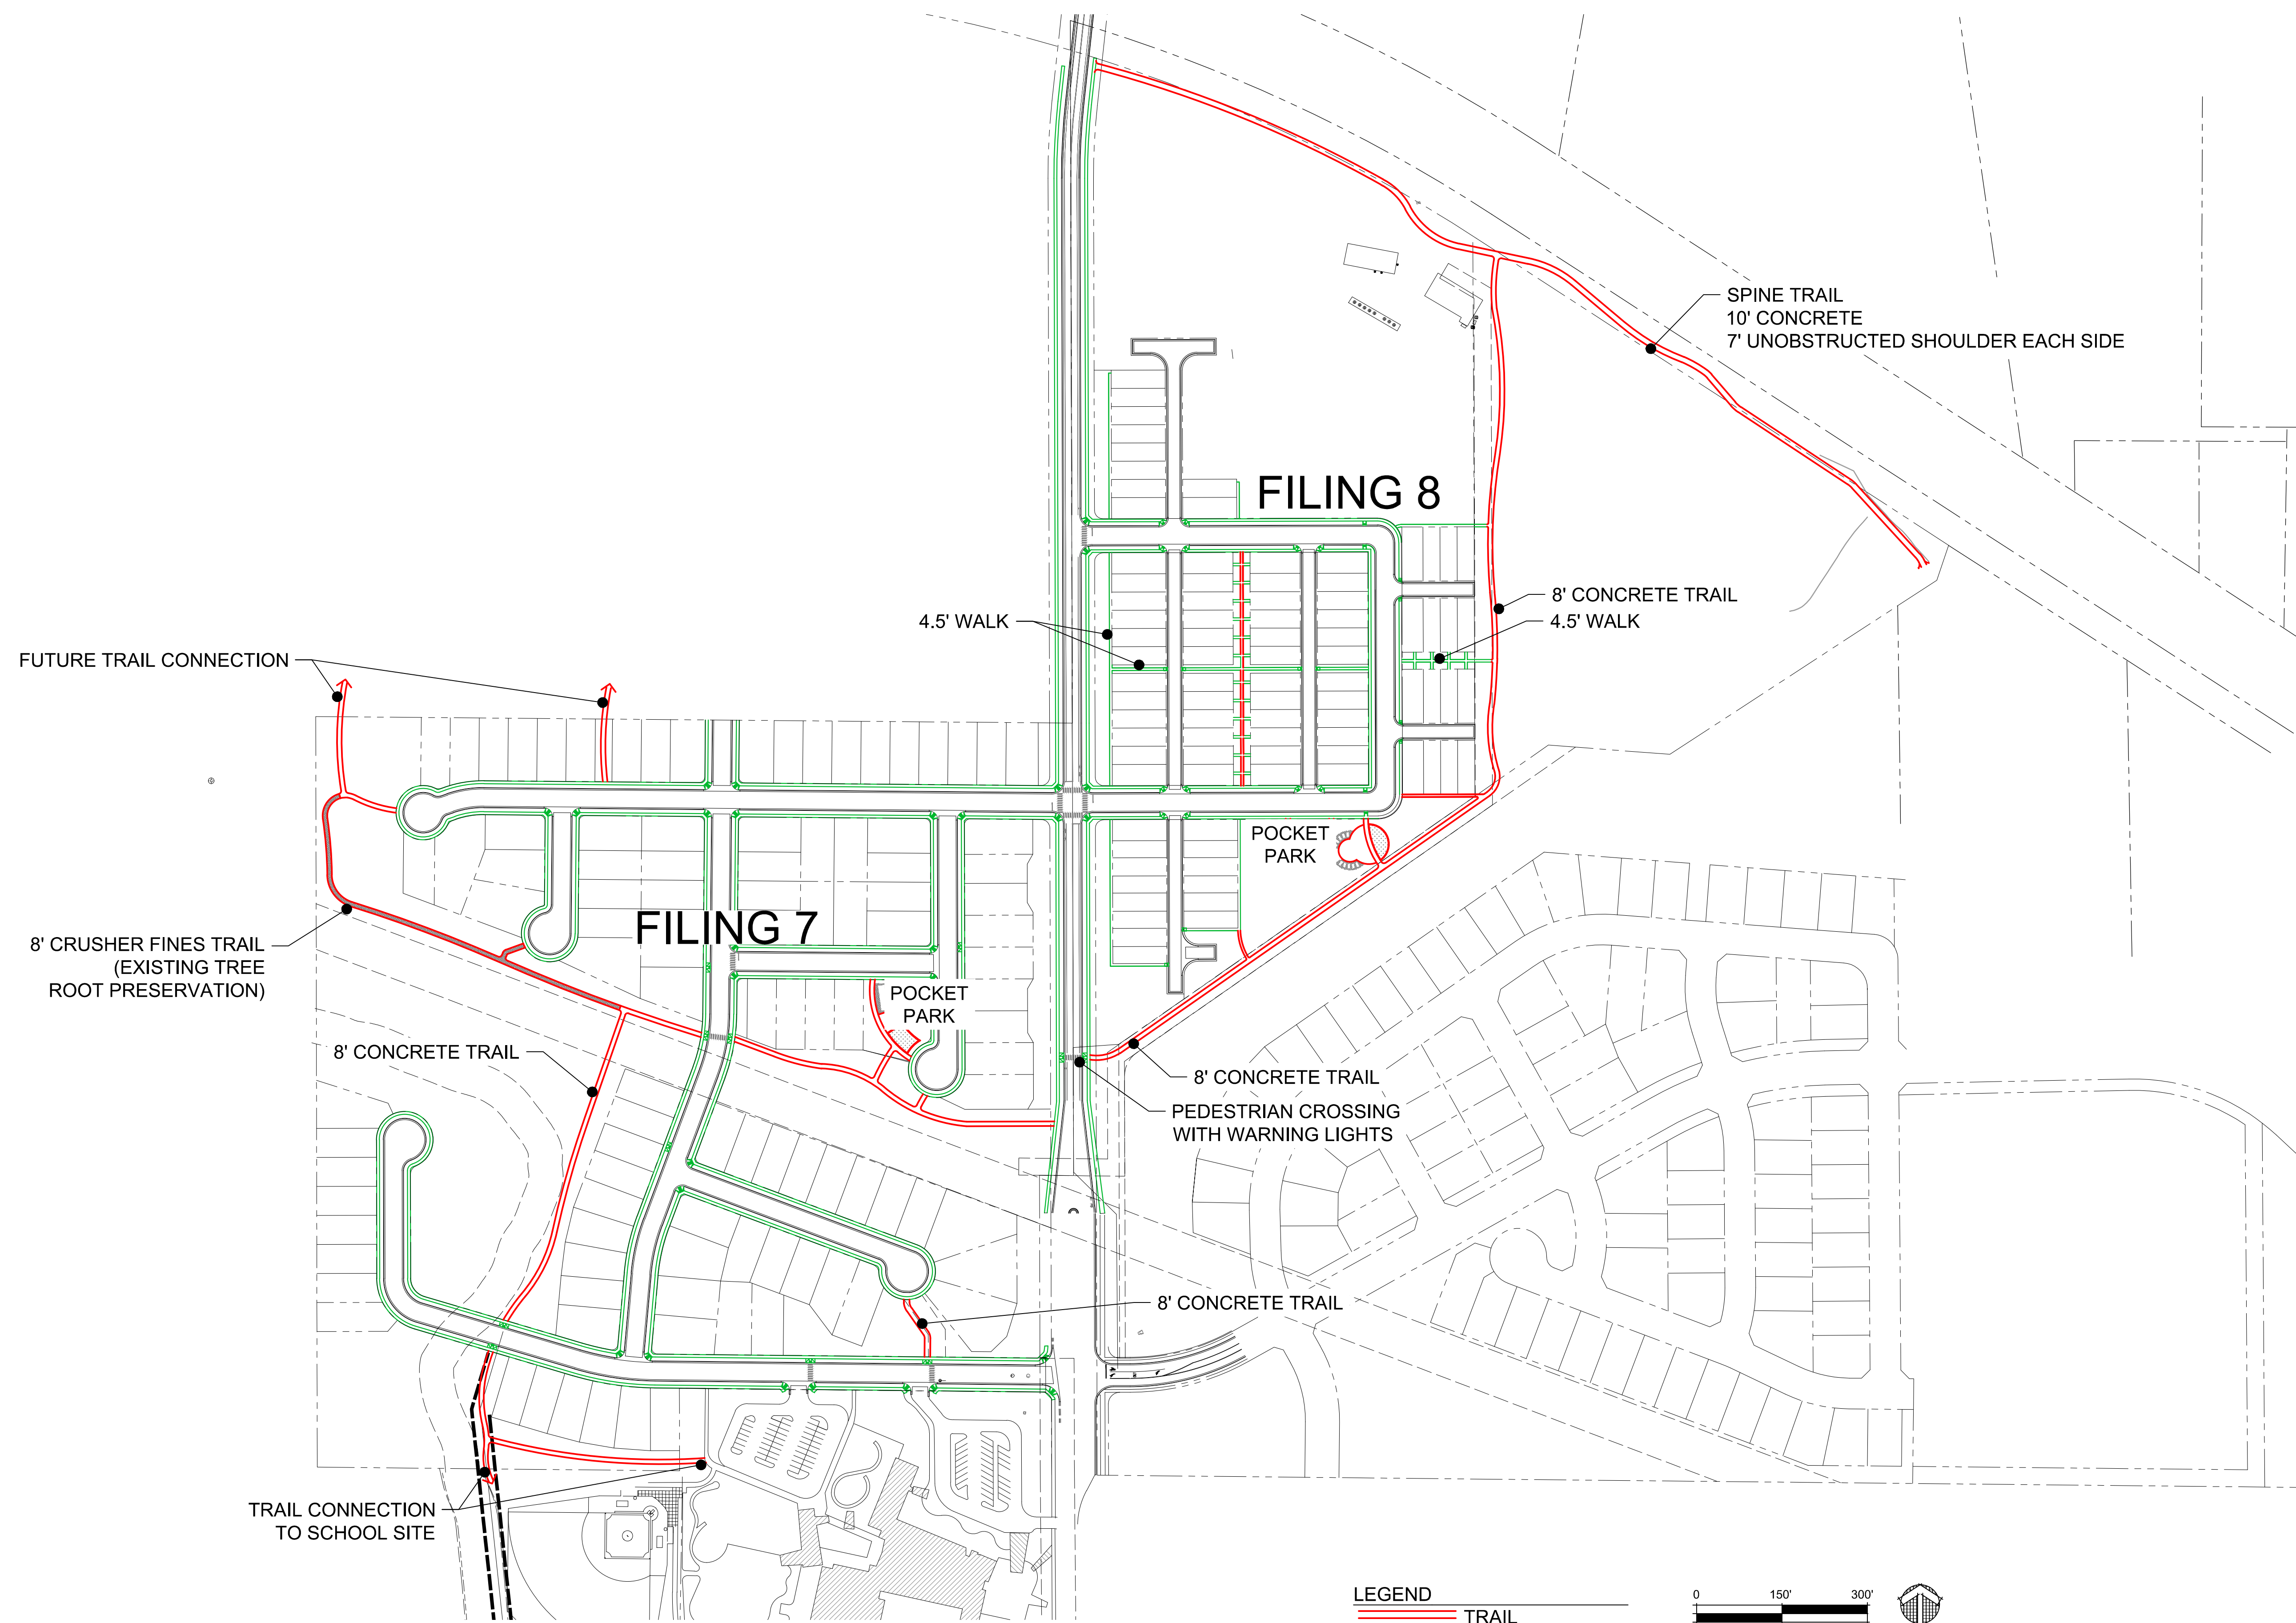 SPINE TRAIL
10' CONCRETE
7' UNOBSTRUCTED SHOULDER EACH SIDE
FILING 8
8' CONCRETE TRAIL
4.5' WALK
4.5' WALK
FUTURE TRAIL CONNECTION
POCKET
PARK
FILING 7
8' CRUSHER FINES TRAIL
(EXISTING TREE
ROOT PRESERVATION)
POCKET
PARK
8' CONCRETE TRAIL
8' CONCRETE TRAIL
PEDESTRIAN CROSSING
WITH WARNING LIGHTS
8' CONCRETE TRAIL
TRAIL CONNECTION
TO SCHOOL SITE
LEGEND
TRAIL
0 150' 300'